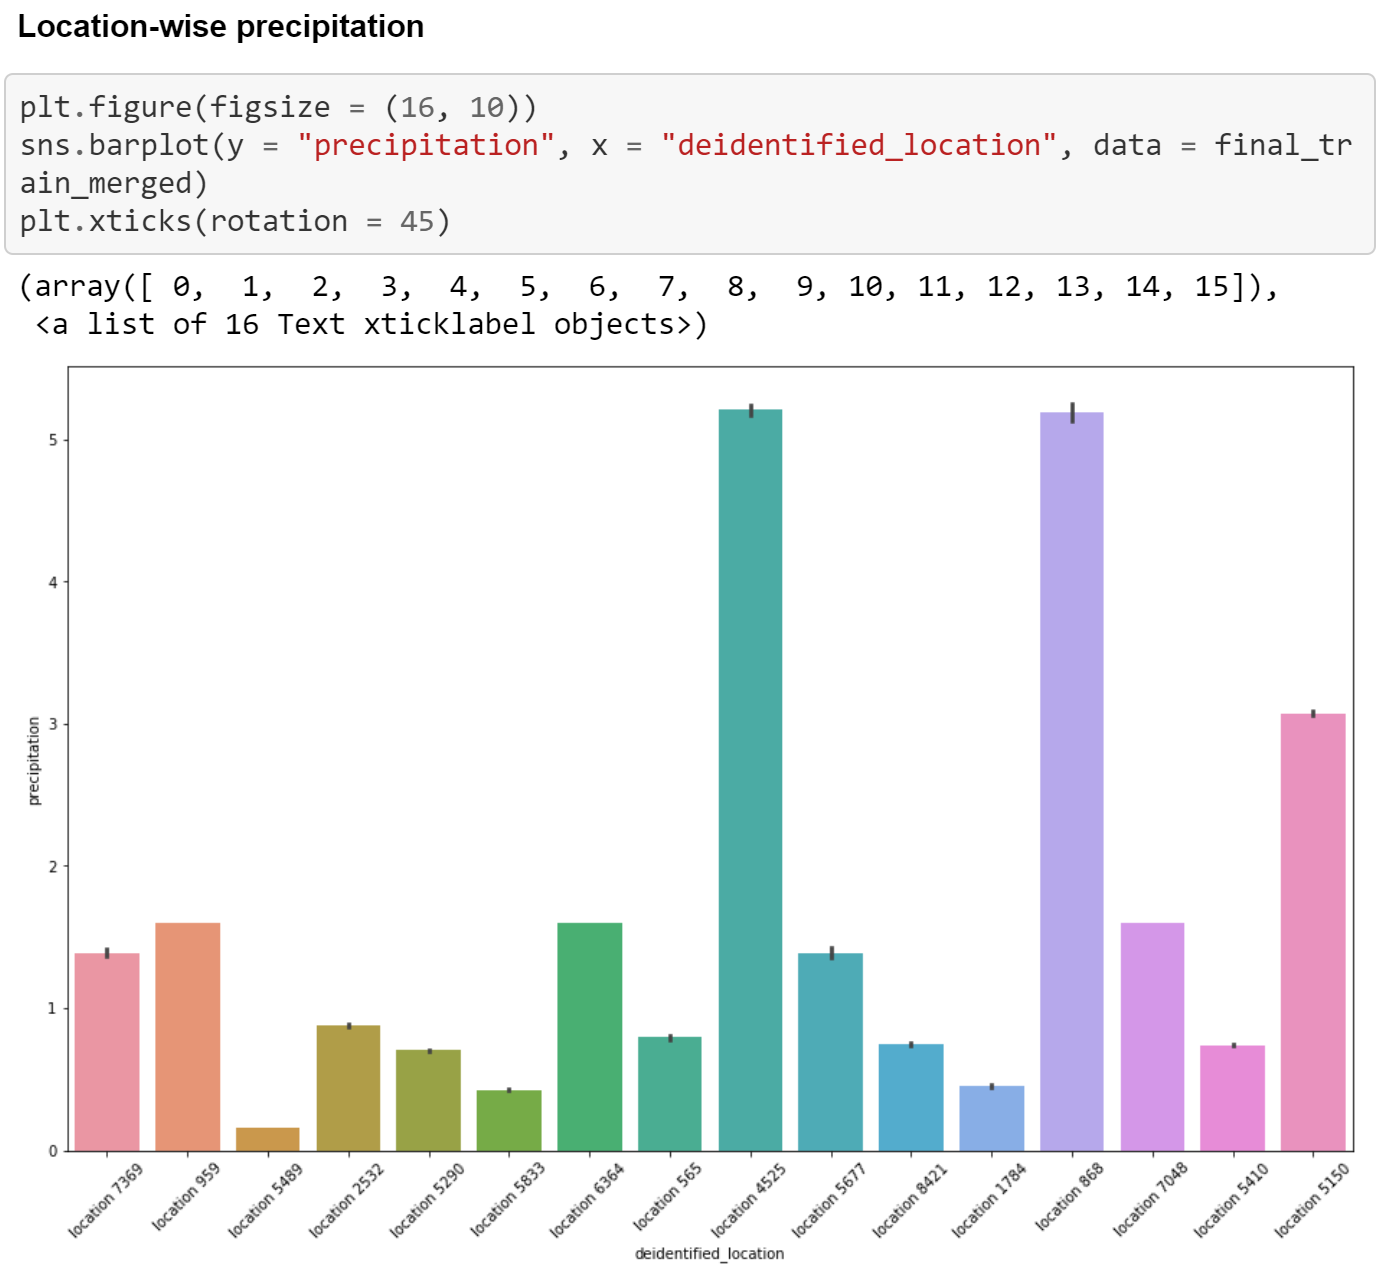 Location-wise precipitation
plt.figure(figsize = (16, 10))
sns.barplot(y = "precipitation", x = "deidentified_location", data = final_tr
ain_merged)
plt.xticks(rotation = 45)
(array([ 0,  1,  2,  3,  4,  5,  6,  7,  8,  9, 10, 11, 12, 13, 14, 15]),
 <a list of 16 Text xticklabel objects>)
5
4
3
2
1
0
precipitation
location 7369
location 959
location 5489
location 2532
location 5290
location 5833
location 6364
location 565
location 4525
location 5677
location 8421
location 1784
location 868
location 7048
location 5410
location 5150
deidentified_location